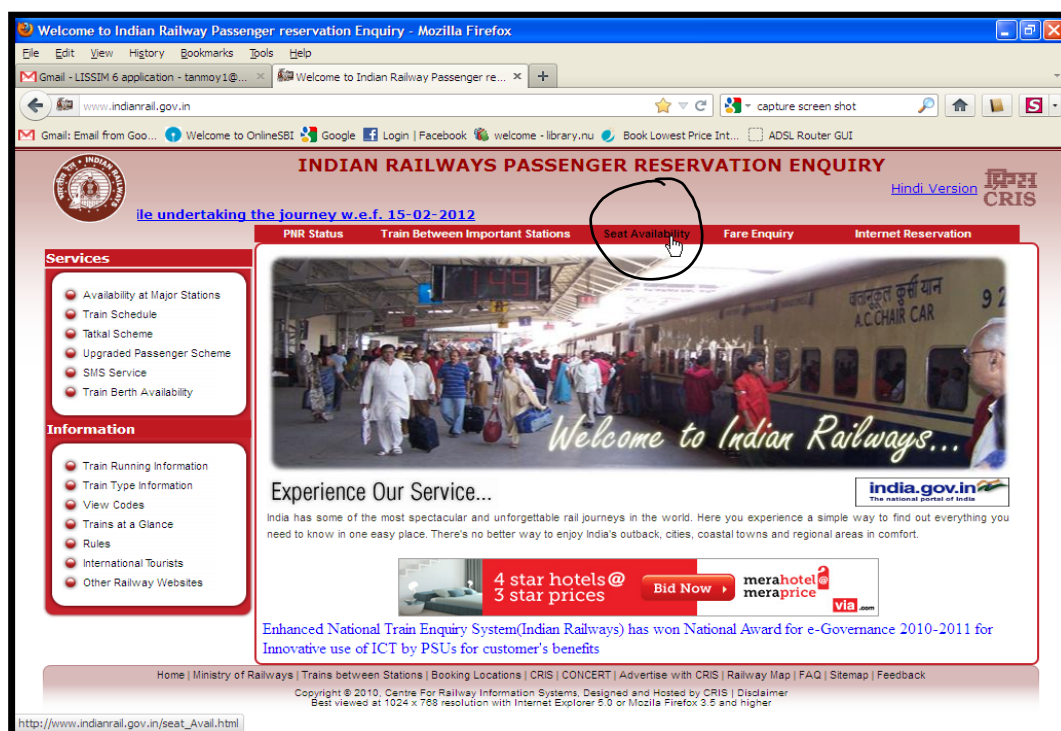 Welcome to Indian Railway Passenger reservation Enquiry - Mozilla Firefox
File Edit View History Bookmarks Tools Help
Gmail - LISSIM 6 application - tanmoy1@... Welcome to Indian Railway Passenger re...
www.indianrail.gov.in capture screen shot
Gmail: Email from Goo... Welcome to OnlineSBI Google Login | Facebook welcome - library.nu Book Lowest Price Int... ADSL Router GUI
INDIAN RAILWAYS PASSENGER RESERVATION ENQUIRY
Hindi Version
क्रिस
CRIS
भारतीय रेल INDIAN RAILWAYS
ile undertaking the journey w.e.f. 15-02-2012
PNR Status Train Between Important Stations Seat Availability Fare Enquiry Internet Reservation
Services
Availability at Major Stations
Train Schedule
Tatkal Scheme
Upgraded Passenger Scheme
SMS Service
Train Berth Availability
Information
Train Running Information
Train Type Information
View Codes
Trains at a Glance
Rules
International Tourists
Other Railway Websites
1:49
वातानुकूल कुर्सी यान
A.C.CHAIR CAR
92
Welcome to Indian Railways...
Experience Our Service...
india.gov.in
The national portal of India
India has some of the most spectacular and unforgettable rail journeys in the world. Here you experience a simple way to find out everything you
need to know in one easy place. There's no better way to enjoy India's outback, cities, coastal towns and regional areas in comfort.
4 star hotels@
3 star prices
Bid Now
merahotel@
meraprice
via.com
Enhanced National Train Enquiry System(Indian Railways) has won National Award for e-Governance 2010-2011 for
Innovative use of ICT by PSUs for customer's benefits
Home | Ministry of Railways | Trains between Stations | Booking Locations | CRIS | CONCERT | Advertise with CRIS | Railway Map | FAQ | Sitemap | Feedback
Copyright © 2010, Centre For Railway Information Systems, Designed and Hosted by CRIS | Disclaimer
Best viewed at 1024 x 768 resolution with Internet Explorer 5.0 or Mozila Firefox 3.5 and higher
http://www.indianrail.gov.in/seat_Avail.html